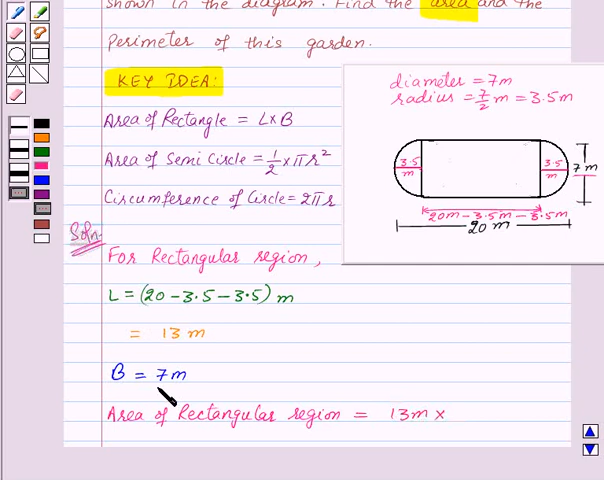 shown in the diagram. Find the area and the
Perimeter of this garden.
KEY IDEA:
Area of Rectangle = L×B
Area of Semi Circle = 1/2 × πr²
Circumference of Circle = 2πr
Soln:
For Rectangular region,
L = (20 - 3.5 - 3.5) m
= 13 m
B = 7m
Area of Rectangular region = 13m ×
diameter = 7m
radius = 7/2 m = 3.5m
3.5 m
3.5 m
7 m
20m - 3.5m - 3.5m
20 m